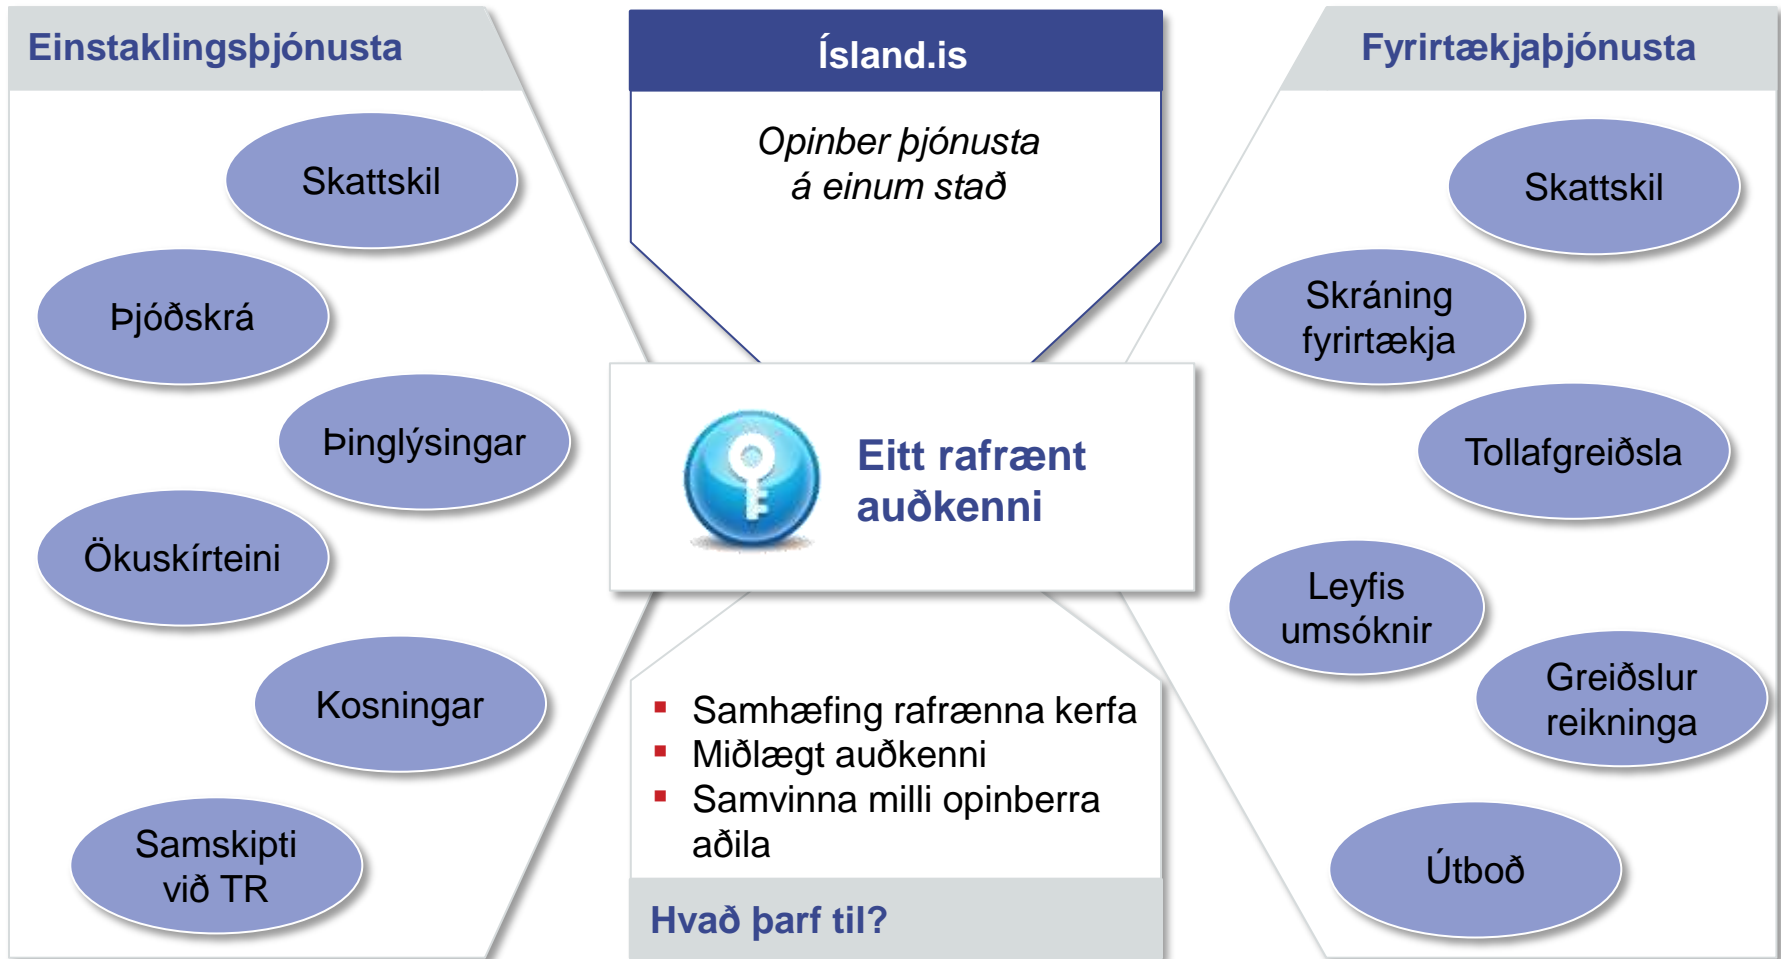 Einstaklingsþjónusta
Skattskil
Þjóðskrá
Þinglýsingar
Ökuskírteini
Kosningar
Samskipti
við TR
Ísland.is
Opinber þjónusta
á einum stað
Eitt rafrænt
auðkenni
▪ Samhæfing rafrænna kerfa
▪ Miðlægt auðkenni
▪ Samvinna milli opinberra
aðila
Hvað þarf til?
Fyrirtækjaþjónusta
Skattskil
Skráning
fyrirtækja
Tollafgreiðsla
Leyfis
umsóknir
Greiðslur
reikninga
Útboð